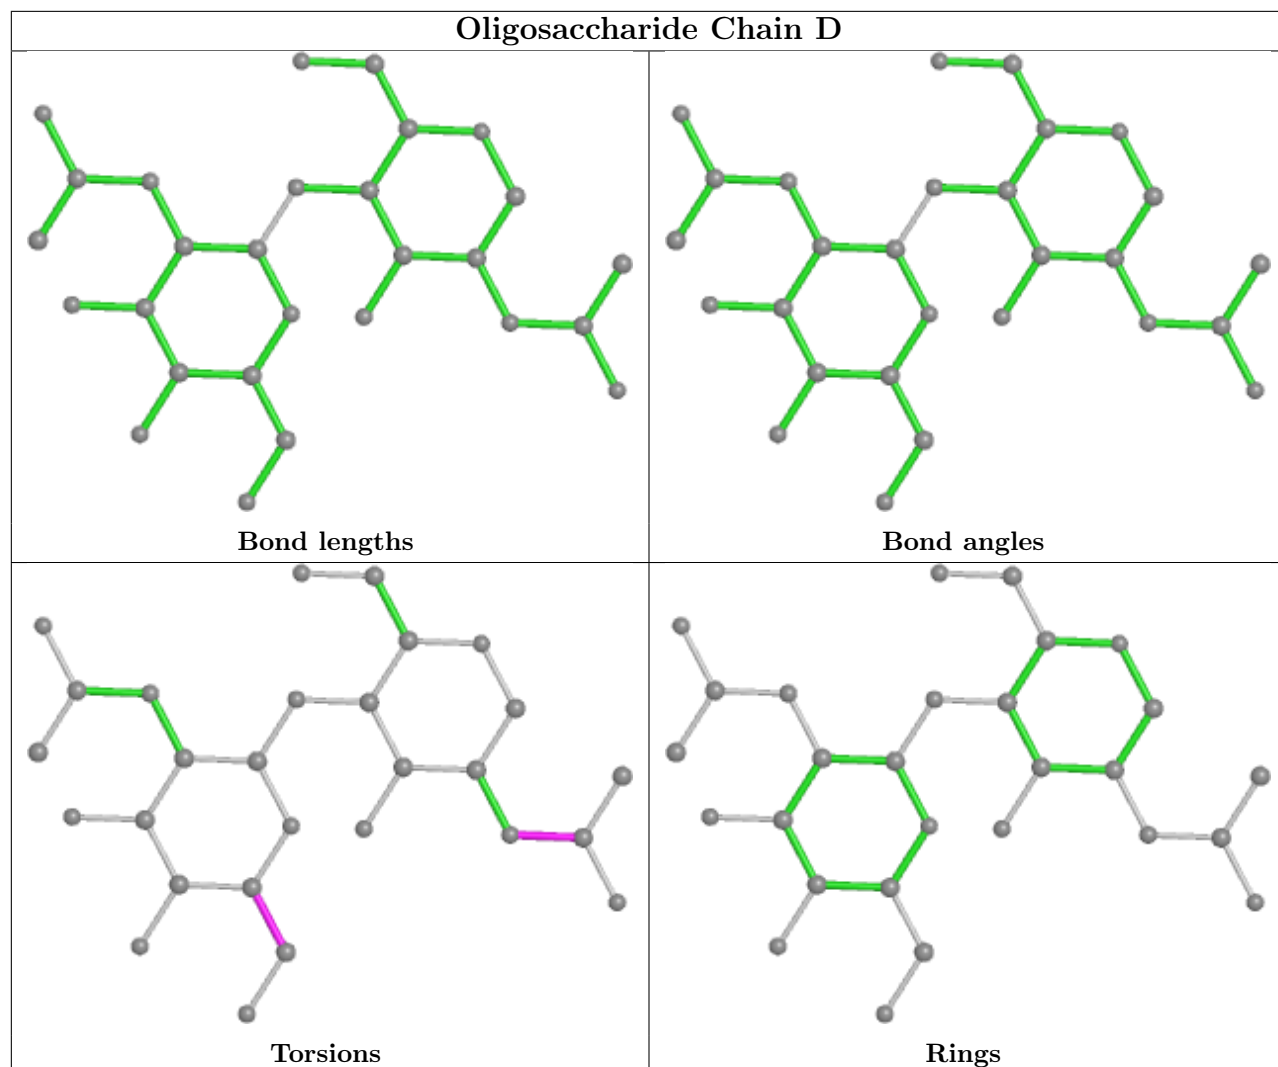 Oligosaccharide Chain D
Bond lengths
Bond angles
Torsions
Rings